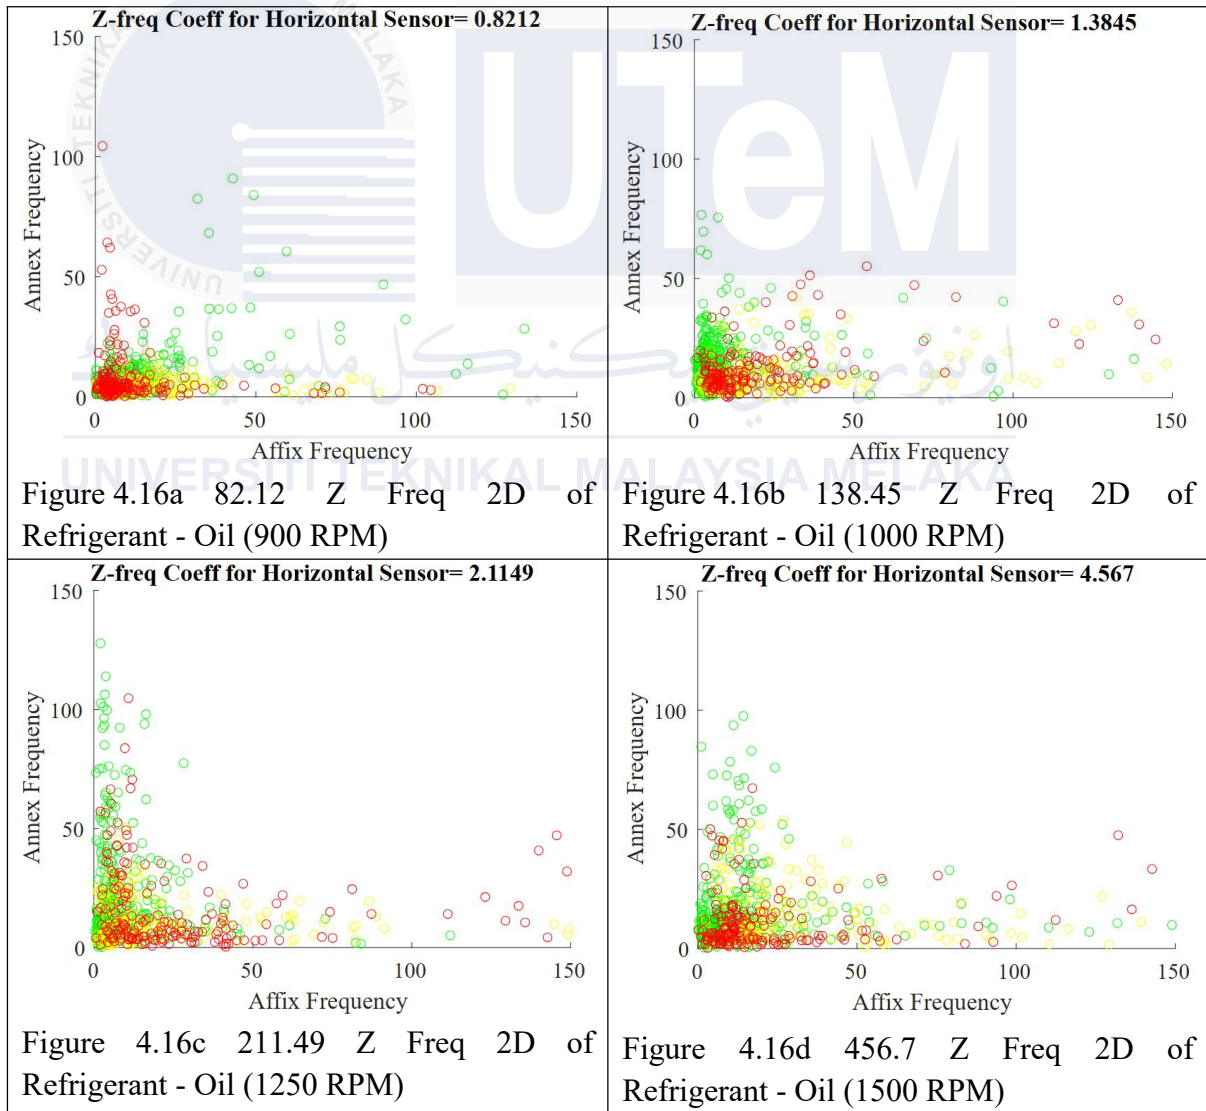 Z-freq Coeff for Horizontal Sensor= 0.8212
150
100
50
0
Annex Frequency
0 50 100 150
Affix Frequency
Figure 4.16a 82.12 Z Freq 2D of
Refrigerant - Oil (900 RPM)
Z-freq Coeff for Horizontal Sensor= 1.3845
150
100
50
0
Annex Frequency
0 50 100 150
Affix Frequency
Figure 4.16b 138.45 Z Freq 2D of
Refrigerant - Oil (1000 RPM)
Z-freq Coeff for Horizontal Sensor= 2.1149
150
100
50
0
Annex Frequency
0 50 100 150
Affix Frequency
Figure 4.16c 211.49 Z Freq 2D of
Refrigerant - Oil (1250 RPM)
Z-freq Coeff for Horizontal Sensor= 4.567
150
100
50
0
Annex Frequency
0 50 100 150
Affix Frequency
Figure 4.16d 456.7 Z Freq 2D of
Refrigerant - Oil (1500 RPM)
UTeM
UNIVERSITI TEKNIKAL MALAYSIA MELAKA